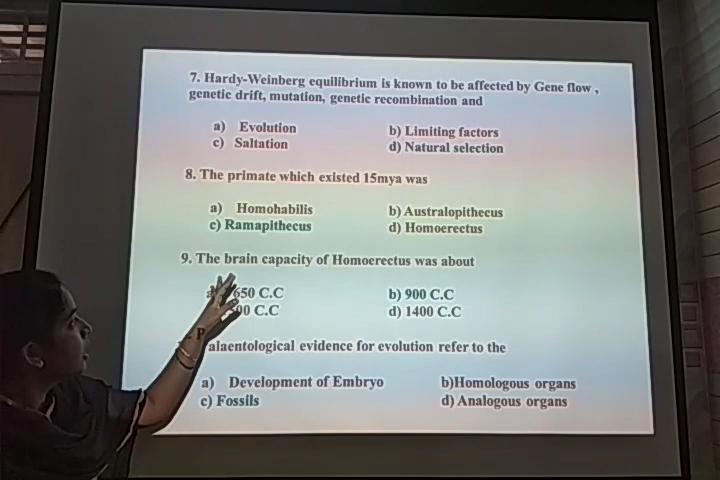 7. Hardy-Weinberg equilibrium is known to be affected by Gene flow ,
genetic drift, mutation, genetic recombination and
a) Evolution b) Limiting factors
c) Saltation d) Natural selection
8. The primate which existed 15mya was
a) Homohabilis b) Australopithecus
c) Ramapithecus d) Homoerectus
9. The brain capacity of Homoerectus was about
650 C.C b) 900 C.C
00 C.C d) 1400 C.C
Palaentological evidence for evolution refer to the
a) Development of Embryo b)Homologous organs
c) Fossils d) Analogous organs